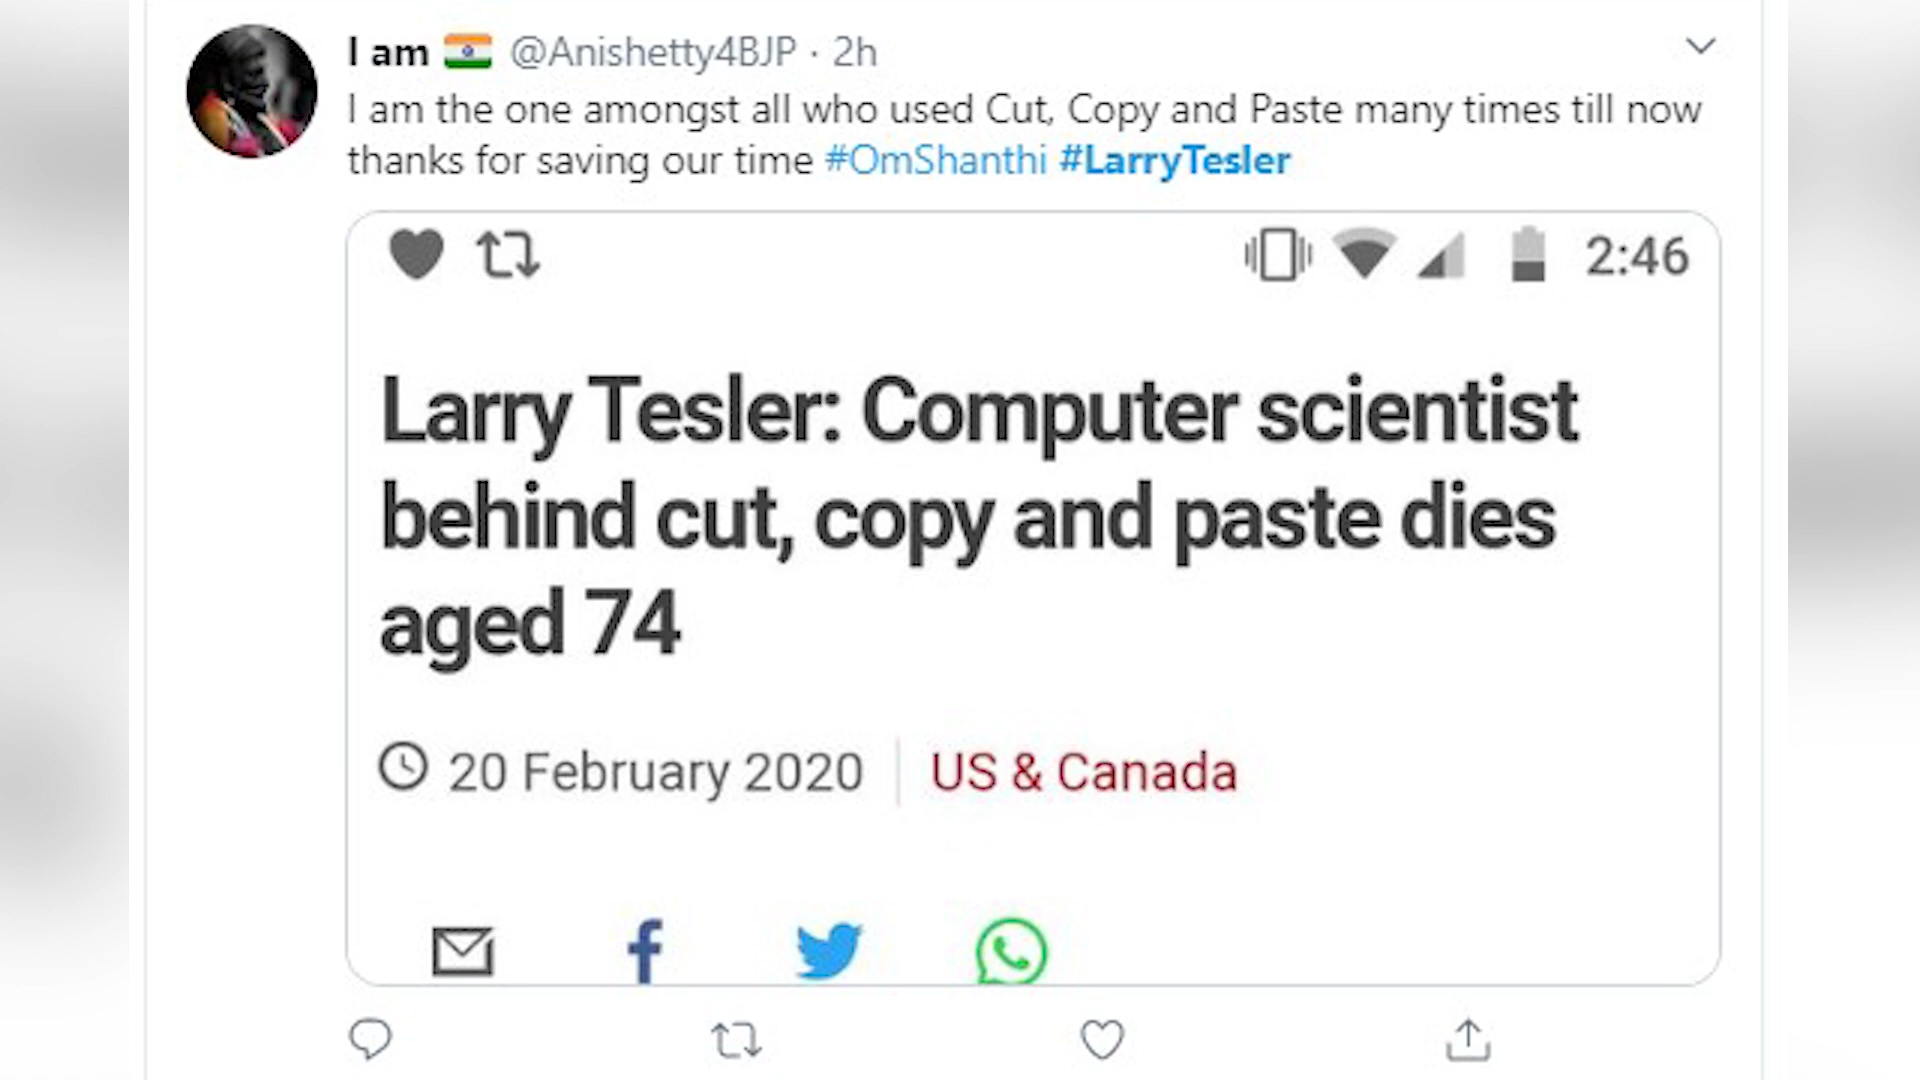 I am 🇮🇳 @Anishetty4BJP · 2h
I am the one amongst all who used Cut, Copy and Paste many times till now
thanks for saving our time #OmShanthi #LarryTesler
2:46
Larry Tesler: Computer scientist
behind cut, copy and paste dies
aged 74
20 February 2020 | US & Canada